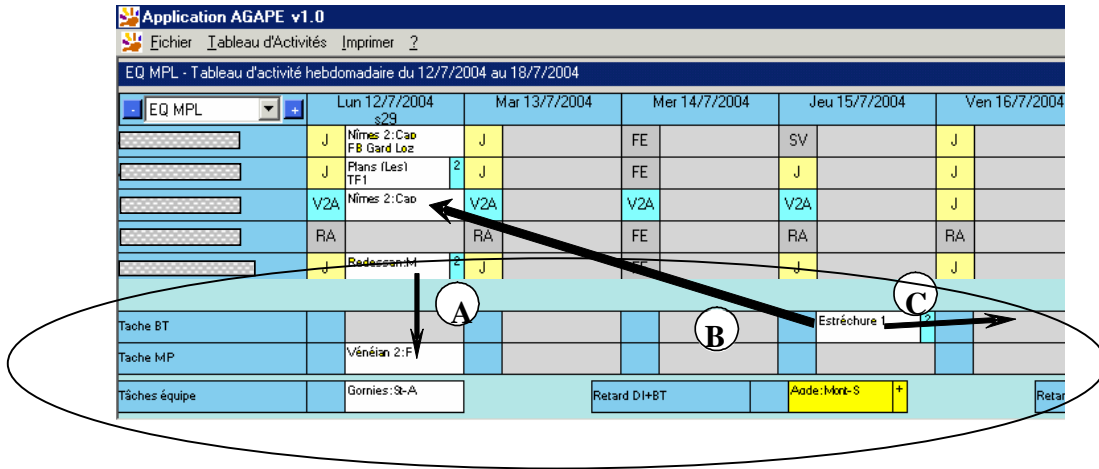 Application AGAPE v1.0
Fichier Tableau d'Activités Imprimer ?
EQ MPL - Tableau d'activité hebdomadaire du 12/7/2004 au 18/7/2004
- EQ MPL + Lun 12/7/2004 Mar 13/7/2004 Mer 14/7/2004 Jeu 15/7/2004 Ven 16/7/2004
s29
J Nîmes 2:Cap J FE SV J
FB Gard Loz
J Plans (Les) 2 J FE J J
TF1
V2A Nîmes 2:Cap V2A V2A V2A J
RA RA FE RA RA
J Redessan:M 2 J FE J J
A B C
Tache BT Estréchure 1 2
Tache MP Vénéjan 2:F
Tâches équipe Gornies:St-A Retard DI+BT Agde:Mont-S + Retar